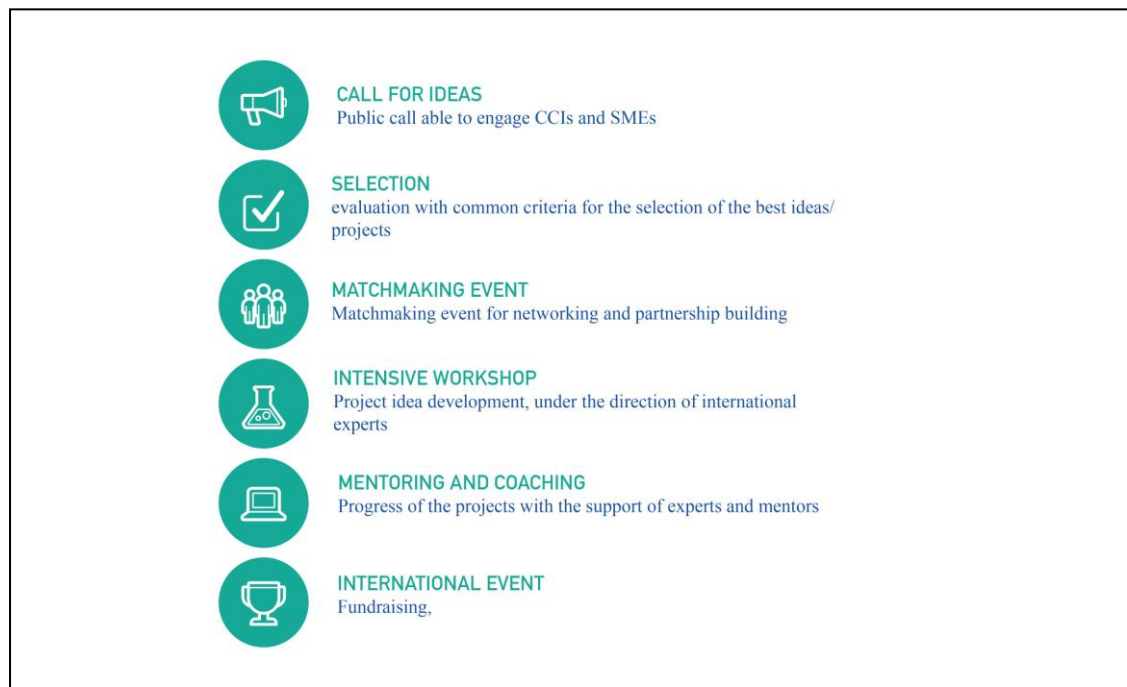 CALL FOR IDEAS
Public call able to engage CCIs and SMEs
SELECTION
evaluation with common criteria for the selection of the best ideas/
projects
MATCHMAKING EVENT
Matchmaking event for networking and partnership building
INTENSIVE WORKSHOP
Project idea development, under the direction of international
experts
MENTORING AND COACHING
Progress of the projects with the support of experts and mentors
INTERNATIONAL EVENT
Fundraising,